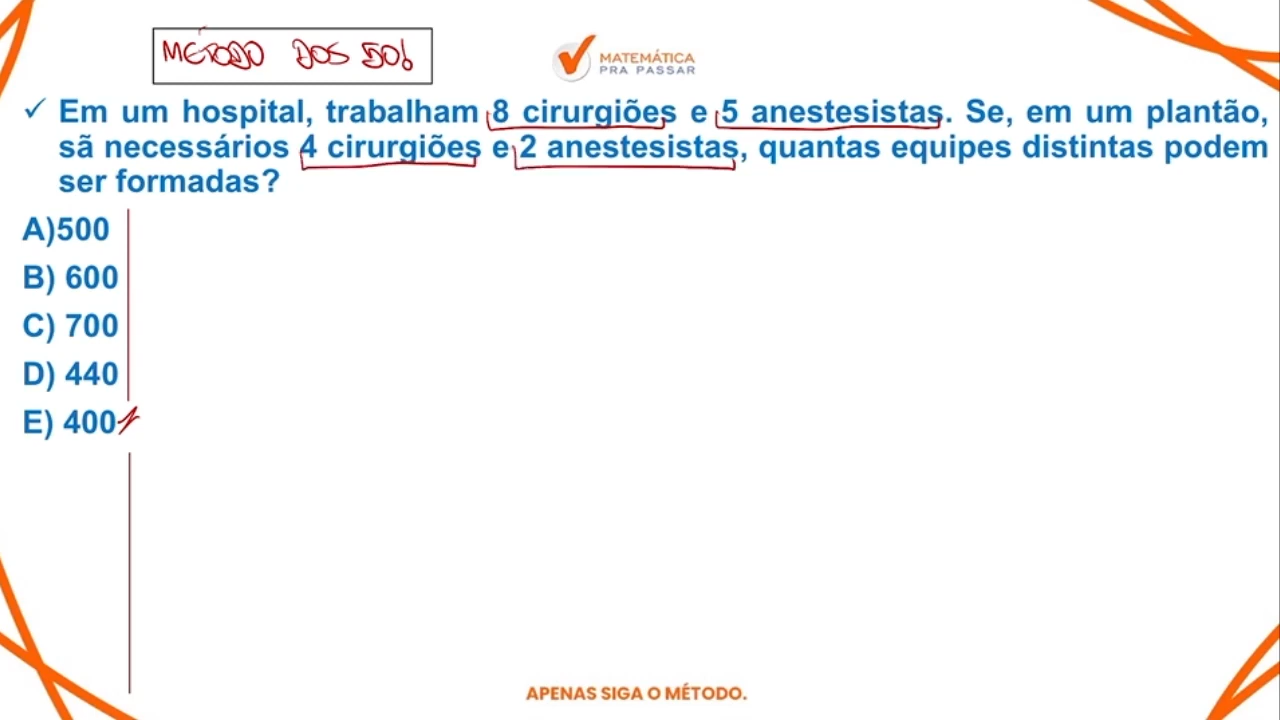 MÉTODO DOS 50!
MATEMÁTICA
PRA PASSAR
✓ Em um hospital, trabalham 8 cirurgiões e 5 anestesistas. Se, em um plantão,
sã necessários 4 cirurgiões e 2 anestesistas, quantas equipes distintas podem
ser formadas?
A)500
B) 600
C) 700
D) 440
E) 400
APENAS SIGA O MÉTODO.